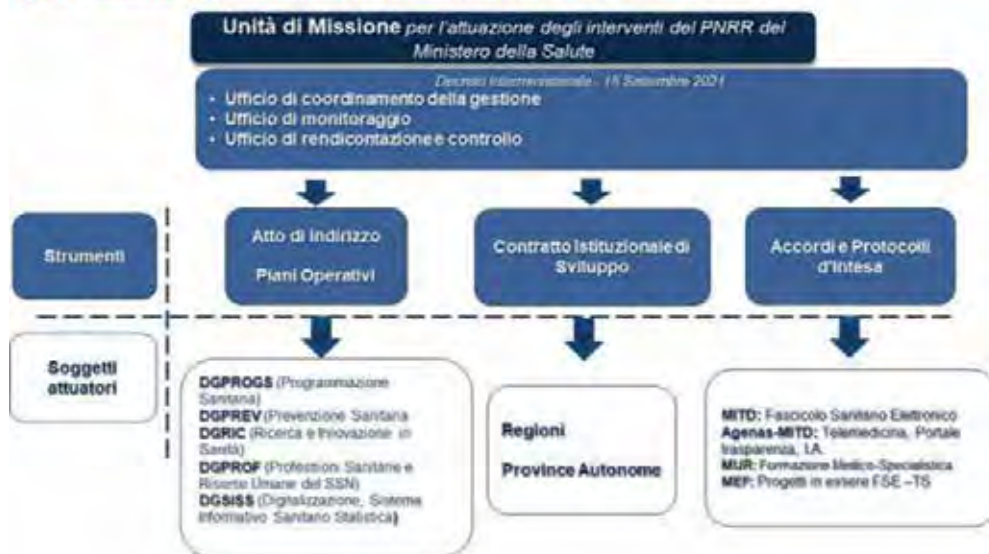 Unità di Missione per l'attuazione degli interventi del PNRR del
Ministero della Salute
Decreto Interministeriale - 15 Settembre 2021
• Ufficio di coordinamento della gestione
• Ufficio di monitoraggio
• Ufficio di rendicontazione e controllo
Strumenti
Atto di Indirizzo
Piani Operativi
Contratto Istituzionale di
Sviluppo
Accordi e Protocolli
d'Intesa
Soggetti
attuatori
DGPROGS (Programmazione
Sanitaria)
DGPREV (Prevenzione Sanitaria
DGRIC (Ricerca e Innovazione in
Sanità)
DGPROF (Professioni Sanitarie e
Risorse Umane del SSN)
DGSISS (Digitalizzazione, Sistema
Informativo Sanitario Statistica)
Regioni
Province Autonome
MITD: Fascicolo Sanitario Elettronico
Agenas-MITD: Telemedicina, Portale
trasparenza, I.A.
MUR: Formazione Medico-Specialistica
MEF: Progetti in essere FSE –TS